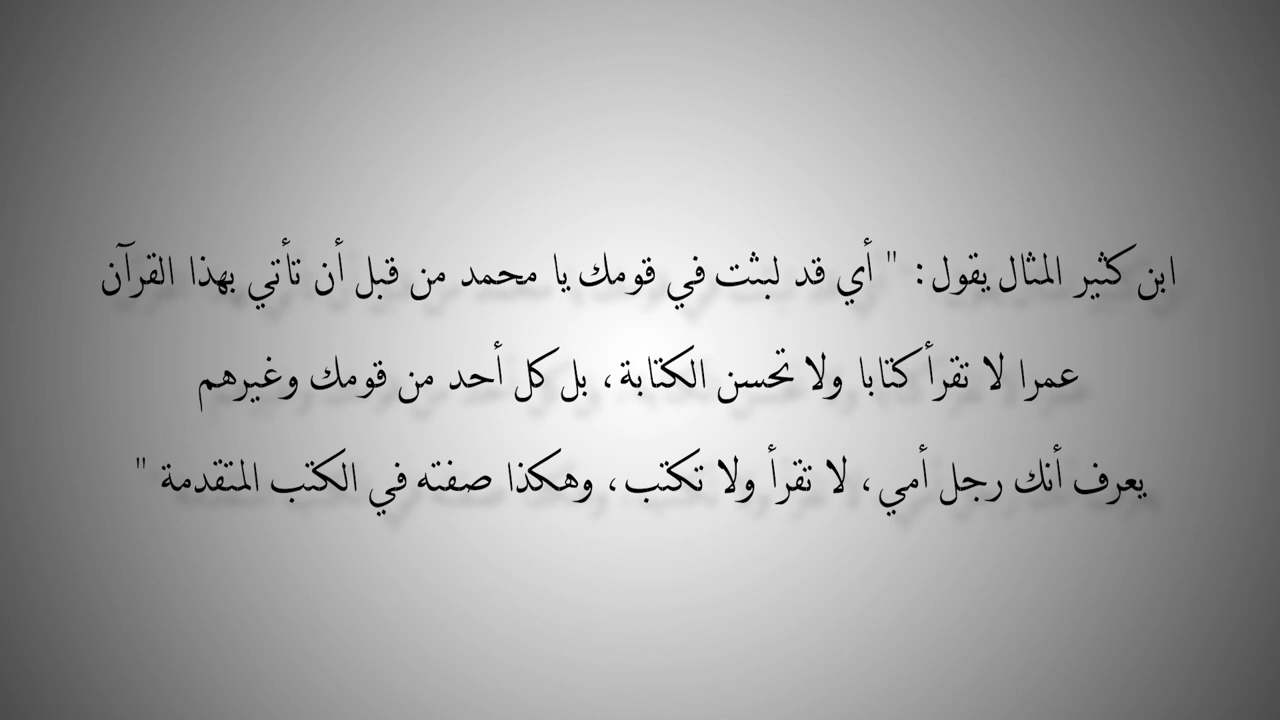 ابن كثير المثال يقول: " أي قد لبثت في قومك يا محمد من قبل أن تأتي بهذا القرآن
عمرا لا تقرأ كتابا ولا تحسن الكتابة، بل كل أحد من قومك وغيرهم
يعرف أنك رجل أمي، لا تقرأ ولا تكتب، وهكذا صفته في الكتب المتقدمة "